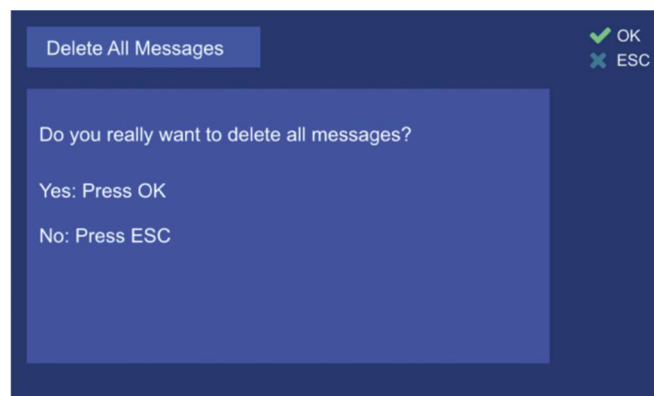 Delete All Messages
OK
ESC
Do you really want to delete all messages?
Yes: Press OK
No: Press ESC